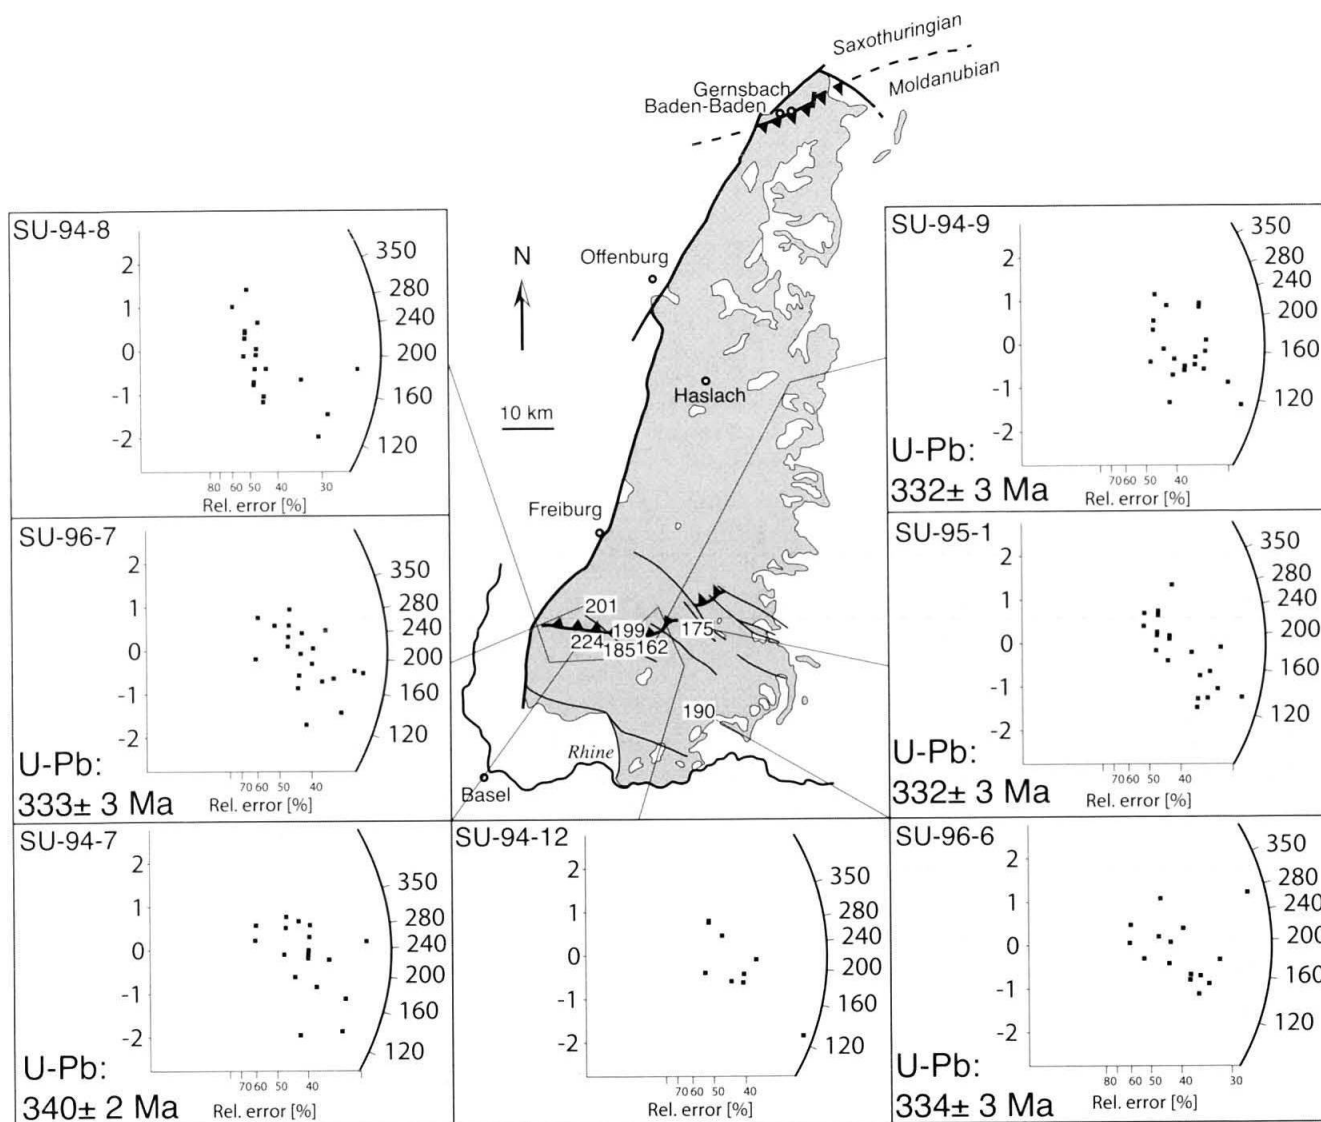 Saxothuringian
Moldanubian
Gernsbach
Baden-Baden
N
Offenburg
Haslach
10 km
Freiburg
201
224
199
185
162
175
190
Rhine
Basel
SU-94-8
2
1
0
-1
-2
350
280
240
200
160
120
80 60 50 40 30
Rel. error [%]
SU-96-7
2
1
0
-1
-2
350
280
240
200
160
120
70 60 50 40
U-Pb:
333± 3 Ma
Rel. error [%]
SU-94-7
2
1
0
-1
-2
350
280
240
200
160
120
70 60 50 40
U-Pb:
340± 2 Ma
Rel. error [%]
SU-94-12
2
1
0
-1
-2
350
280
240
200
160
120
70 60 50 40
Rel. error [%]
SU-94-9
2
1
0
-1
350
280
240
200
160
120
70 60 50 40
U-Pb:
332± 3 Ma
Rel. error [%]
SU-95-1
2
1
0
-1
-2
350
280
240
200
160
120
70 60 50 40
U-Pb:
332± 3 Ma
Rel. error [%]
SU-96-6
2
1
0
-1
-2
350
280
240
200
160
120
80 60 50 40 30
U-Pb:
334± 3 Ma
Rel. error [%]